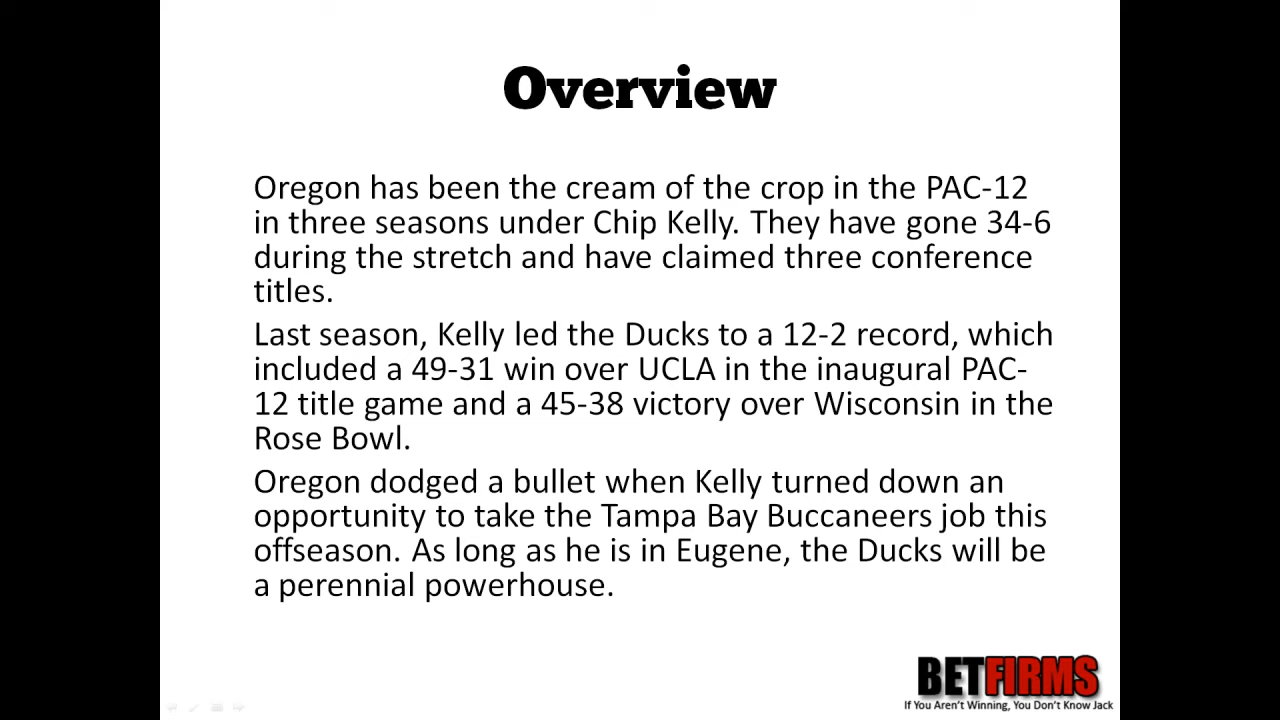 Overview
Oregon has been the cream of the crop in the PAC-12
in three seasons under Chip Kelly. They have gone 34-6
during the stretch and have claimed three conference
titles.
Last season, Kelly led the Ducks to a 12-2 record, which
included a 49-31 win over UCLA in the inaugural PAC-
12 title game and a 45-38 victory over Wisconsin in the
Rose Bowl.
Oregon dodged a bullet when Kelly turned down an
opportunity to take the Tampa Bay Buccaneers job this
offseason. As long as he is in Eugene, the Ducks will be
a perennial powerhouse.
BETFIRMS
If You Aren't Winning, You Don't Know Jack